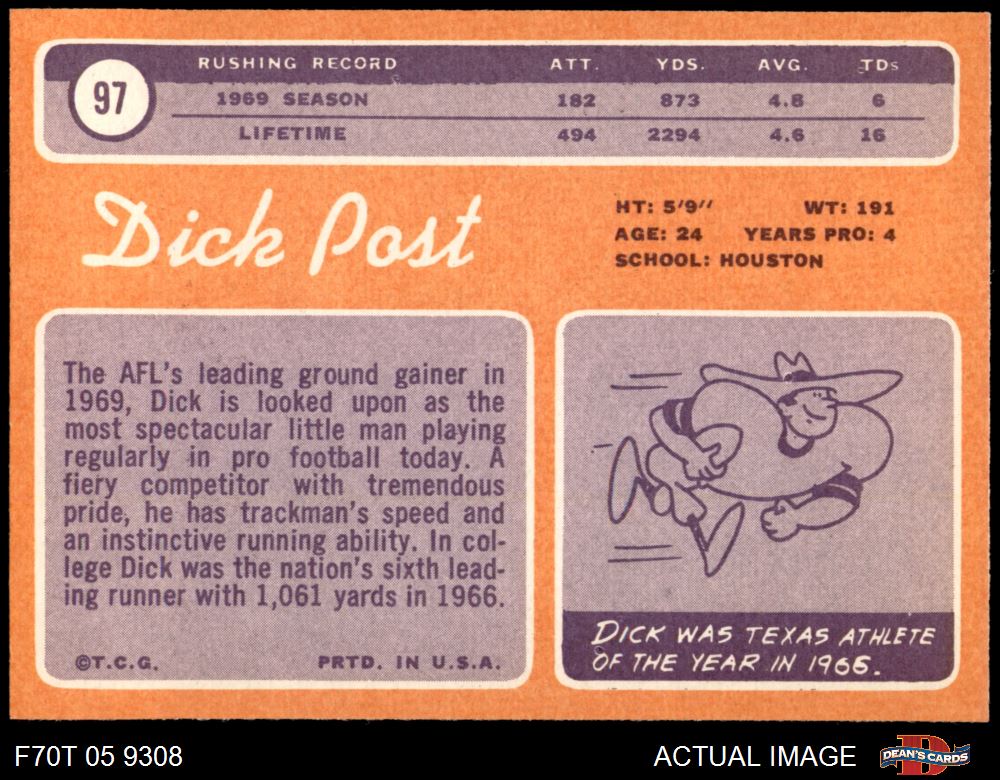 RUSHING RECORD ATT. YDS. AVG. TDs
97
1969 SEASON 182 873 4.8 6
LIFETIME 494 2294 4.6 16
Dick Post
HT: 5'9" WT: 191
AGE: 24 YEARS PRO: 4
SCHOOL: HOUSTON
The AFL's leading ground gainer in
1969, Dick is looked upon as the
most spectacular little man playing
regularly in pro football today. A
fiery competitor with tremendous
pride, he has trackman's speed and
an instinctive running ability. In col-
lege Dick was the nation's sixth lead-
ing runner with 1,061 yards in 1966.
©T.C.G. PRTD. IN U.S.A.
DICK WAS TEXAS ATHLETE
OF THE YEAR IN 1966.
F70T 05 9308 ACTUAL IMAGE
DEAN'S CARDS